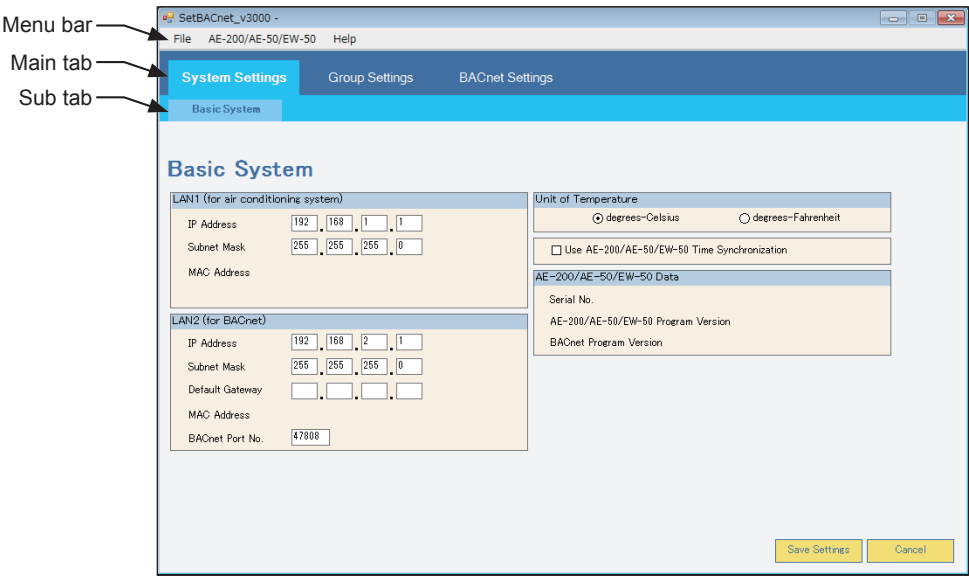 SetBACnet_v3000 -
Menu bar
File AE-200/AE-50/EW-50 Help
Main tab
System Settings Group Settings BACnet Settings
Sub tab
Basic System
Basic System
LAN1 (for air conditioning system)
IP Address 192 . 168 . 1 . 1
Subnet Mask 255 . 255 . 255 . 0
MAC Address
LAN2 (for BACnet)
IP Address 192 . 168 . 2 . 1
Subnet Mask 255 . 255 . 255 . 0
Default Gateway . . .
MAC Address
BACnet Port No. 47808
Unit of Temperature
degrees-Celsius degrees-Fahrenheit
Use AE-200/AE-50/EW-50 Time Synchronization
AE-200/AE-50/EW-50 Data
Serial No.
AE-200/AE-50/EW-50 Program Version
BACnet Program Version
Save Settings Cancel